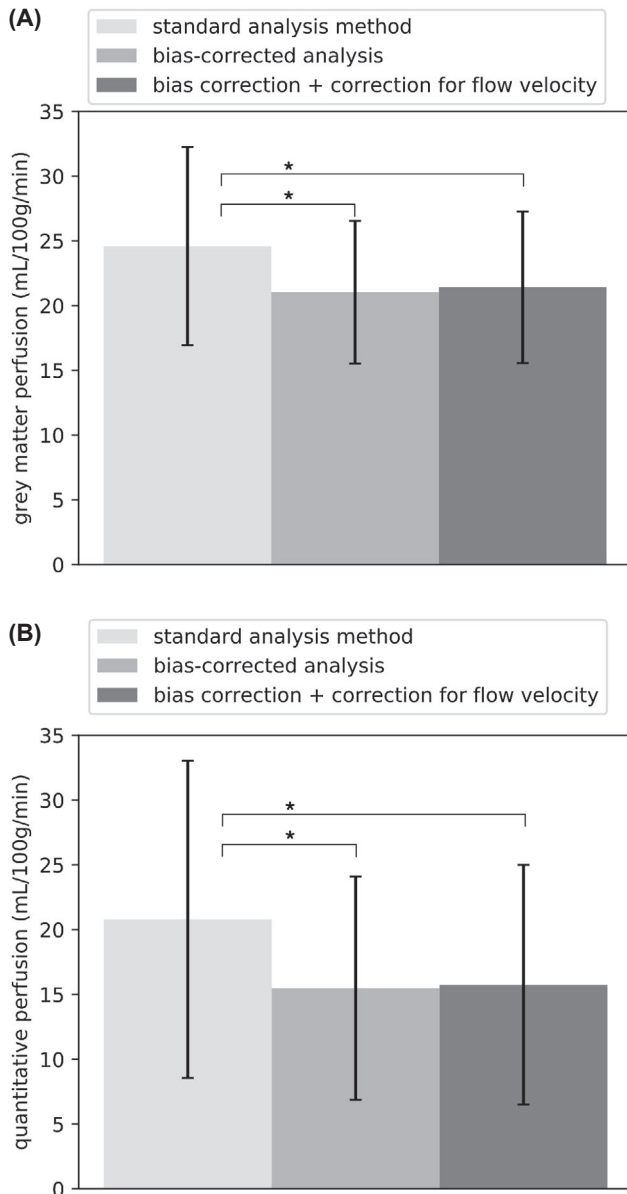 (A)
standard analysis method
bias-corrected analysis
bias correction + correction for flow velocity
grey matter perfusion (mL/100g/min)
35
30
25
20
15
10
5
0
*
*
(B)
standard analysis method
bias-corrected analysis
bias correction + correction for flow velocity
quantitative perfusion (mL/100g/min)
35
30
25
20
15
10
5
0
*
*